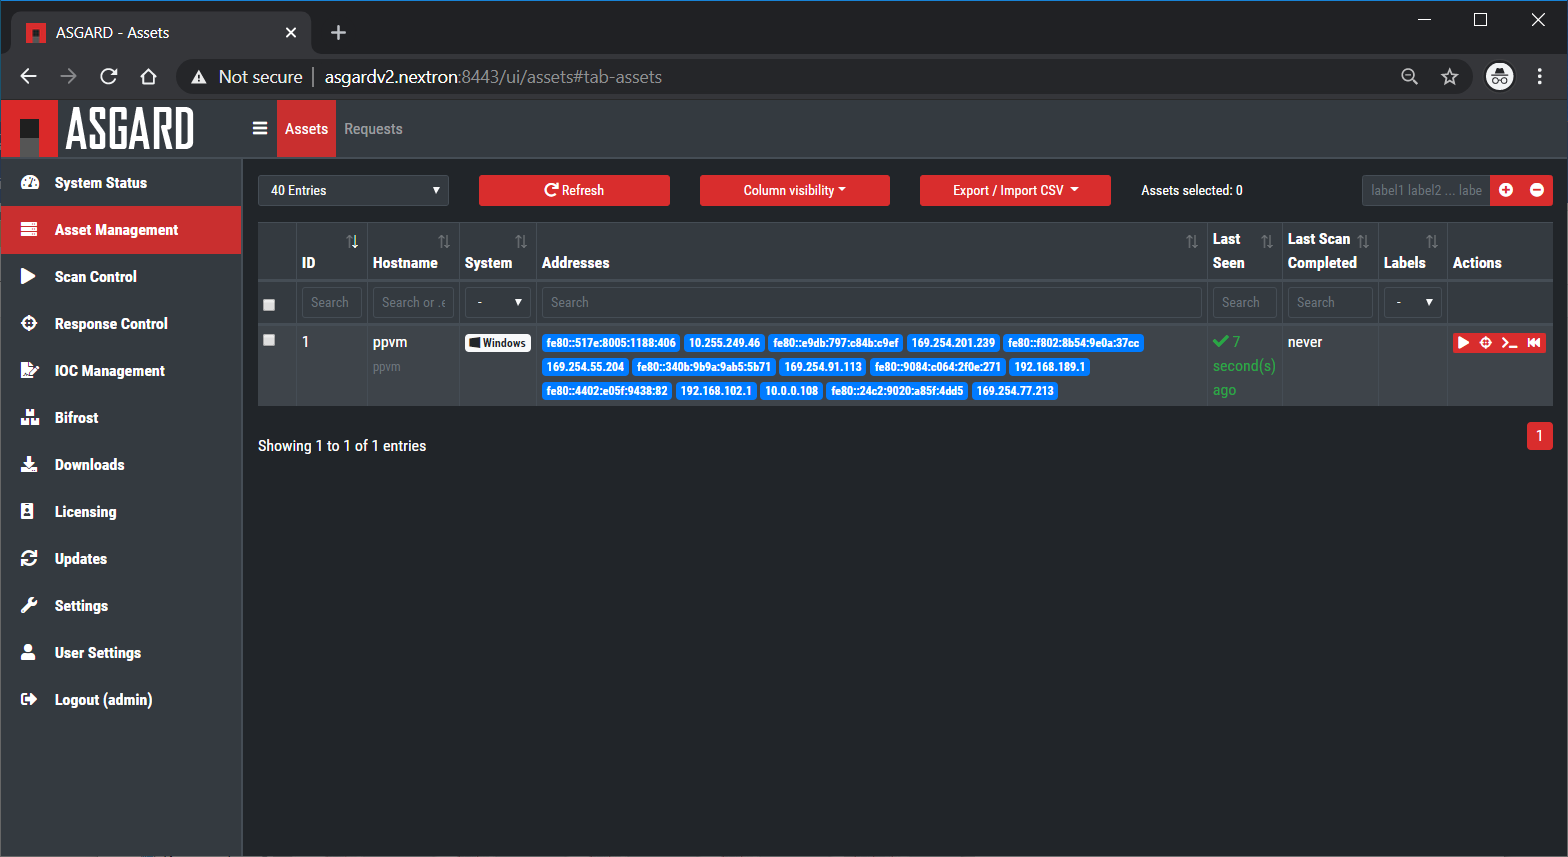 ASGARD - Assets
Not secure | asgardv2.nextron:8443/ui/assets#tab-assets
ASGARD
Assets Requests
System Status
Asset Management
Scan Control
Response Control
IOC Management
Bifrost
Downloads
Licensing
Updates
Settings
User Settings
Logout (admin)
40 Entries Refresh Column visibility Export / Import CSV Assets selected: 0 label1 label2 ... labe
ID Hostname System Addresses Last Seen Last Scan Completed Labels Actions
Search Search or .e - Search Search Search -
1 ppvm Windows fe80::517e:8005:1188:406 10.255.249.46 fe80::e9db:797:c84b:c9ef 169.254.201.239 fe80::f802:8b54:9e0a:37cc 7 never
ppvm 169.254.55.204 fe80::340b:9b9a:9ab5:5b71 169.254.91.113 fe80::9084:c064:2f0e:271 192.168.189.1 second(s)
fe80::4402:e05f:9438:82 192.168.102.1 10.0.0.108 fe80::24c2:9020:a85f:4dd5 169.254.77.213 ago
Showing 1 to 1 of 1 entries 1